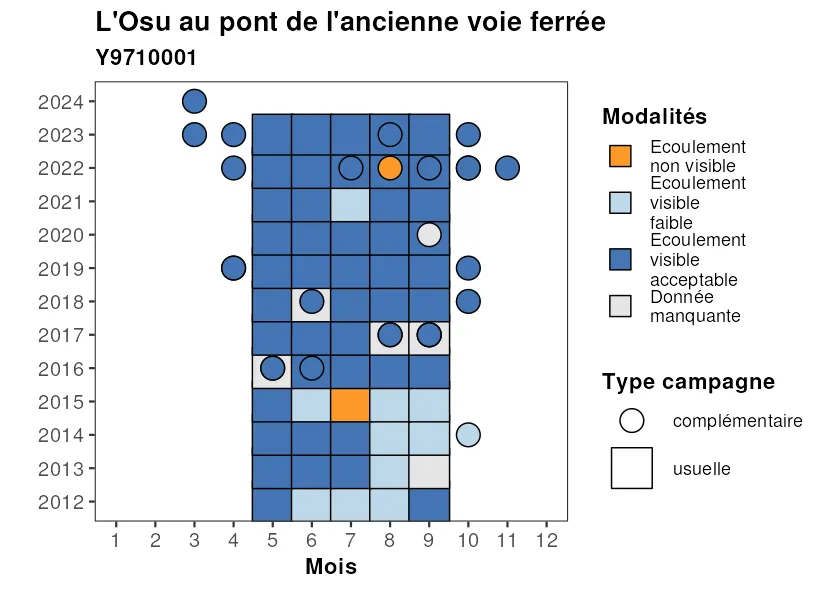 L'Osu au pont de l'ancienne voie ferrée
Y9710001
2024
2023
2022
2021
2020
2019
2018
2017
2016
2015
2014
2013
2012
1 2 3 4 5 6 7 8 9 10 11 12
Mois
Modalités
Ecoulement
non visible
Ecoulement
visible
faible
Ecoulement
visible
acceptable
Donnée
manquante
Type campagne
complémentaire
usuelle